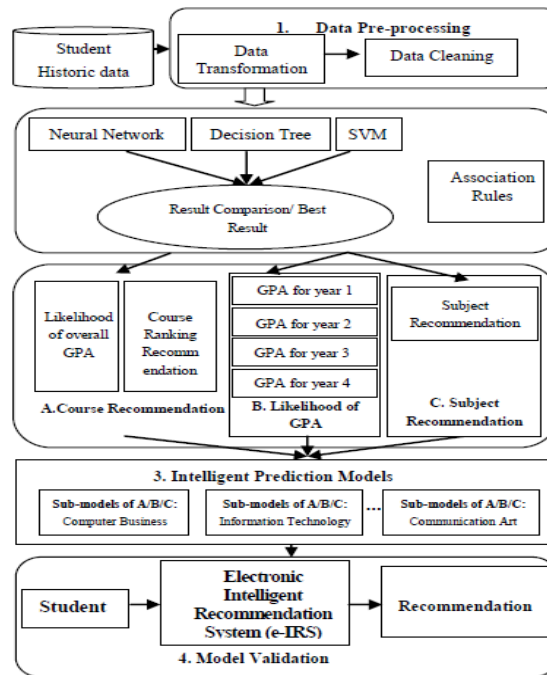 1. Data Pre-processing
Student
Historic data
Data
Transformation
Data Cleaning
Neural Network
Decision Tree
SVM
Association
Rules
Result Comparison/ Best
Result
Likelihood
of overall
GPA
Course
Ranking
Recomm
endation
A.Course Recommendation
GPA for year 1
GPA for year 2
GPA for year 3
GPA for year 4
B. Likelihood of
GPA
Subject
Recommendation
C. Subject
Recommendation
3. Intelligent Prediction Models
Sub-models of A/B/C:
Computer Business
Sub-models of A/B/C:
Information Technology
...
Sub-models of A/B/C:
Communication Art
Student
Electronic
Intelligent
Recommendation
System (e-IRS)
Recommendation
4. Model Validation